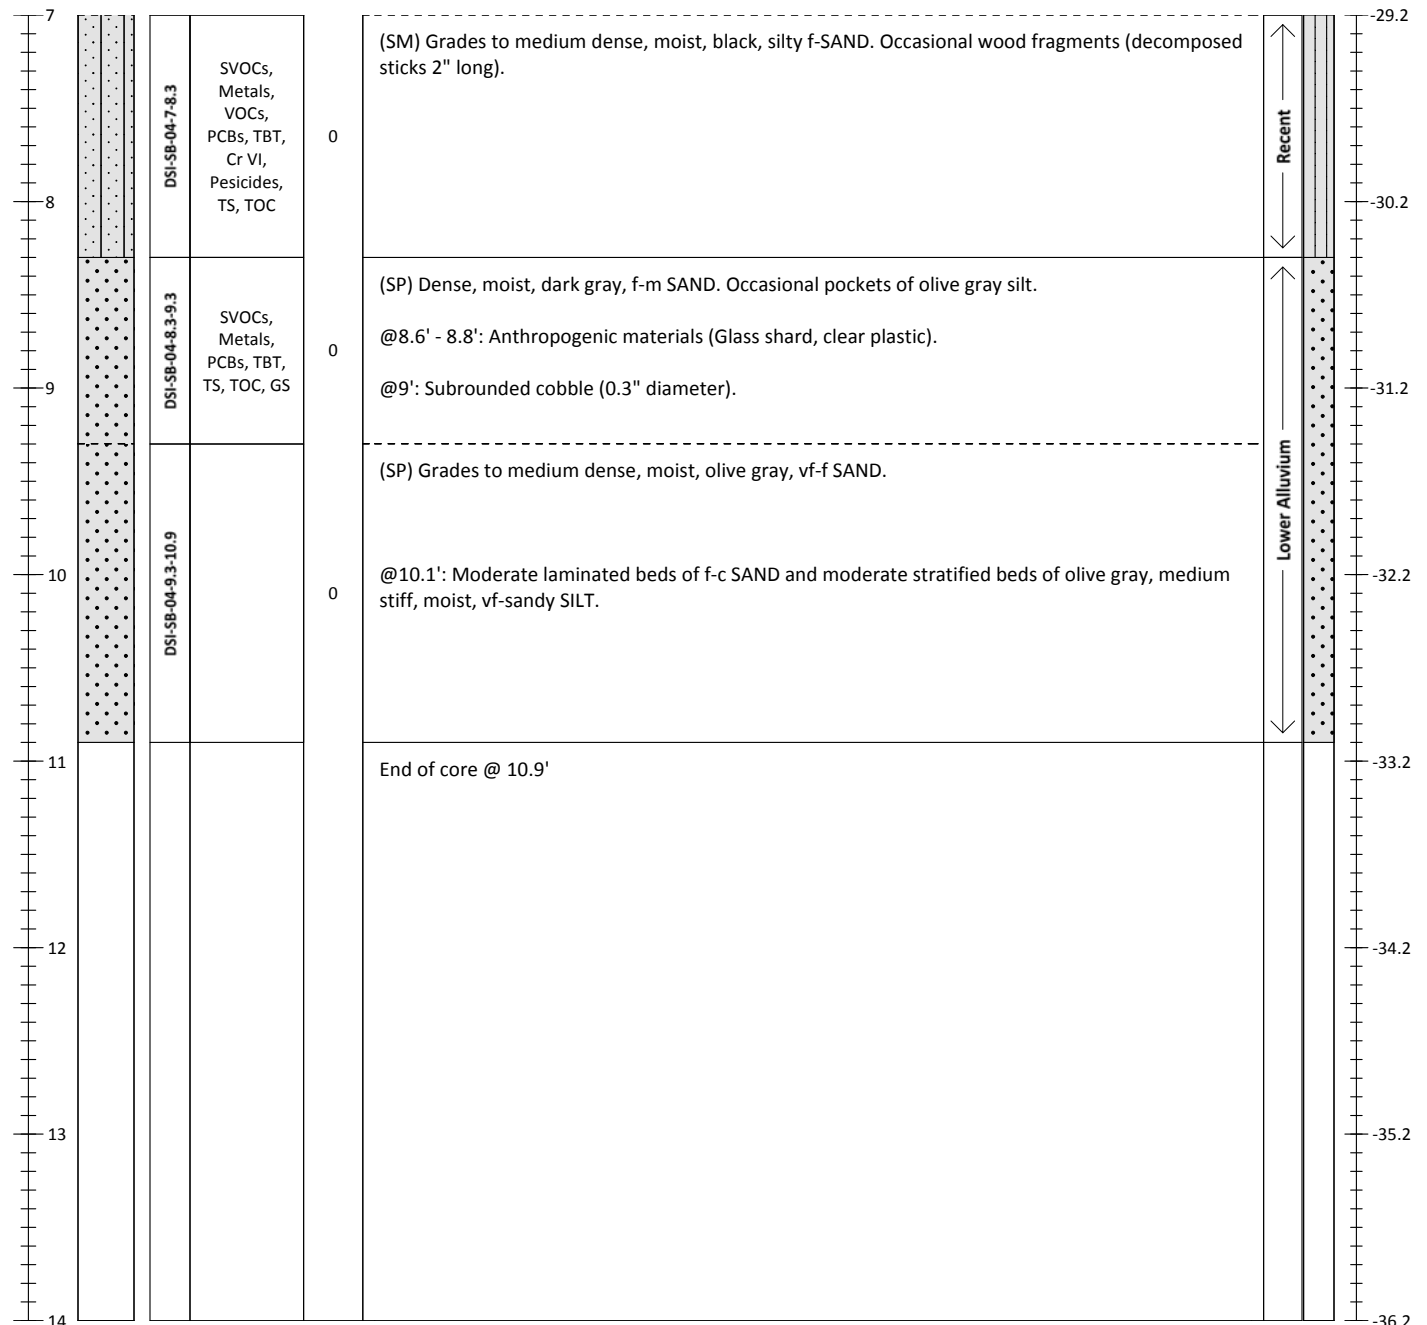 7
-29.2
(SM) Grades to medium dense, moist, black, silty f-SAND. Occasional wood fragments (decomposed
sticks 2" long).
DSI-SB-04-7-8.3
SVOCs,
Metals,
VOCs,
PCBs, TBT,
Cr VI,
Pesicides,
TS, TOC
0
Recent
8
-30.2
(SP) Dense, moist, dark gray, f-m SAND. Occasional pockets of olive gray silt.
@8.6' - 8.8': Anthropogenic materials (Glass shard, clear plastic).
@9': Subrounded cobble (0.3" diameter).
DSI-SB-04-8.3-9.3
SVOCs,
Metals,
PCBs, TBT,
TS, TOC, GS
0
9
-31.2
Lower Alluvium
(SP) Grades to medium dense, moist, olive gray, vf-f SAND.
@10.1': Moderate laminated beds of f-c SAND and moderate stratified beds of olive gray, medium
stiff, moist, vf-sandy SILT.
DSI-SB-04-9.3-10.9
0
10
-32.2
End of core @ 10.9'
11
-33.2
12
-34.2
13
-35.2
14
-36.2